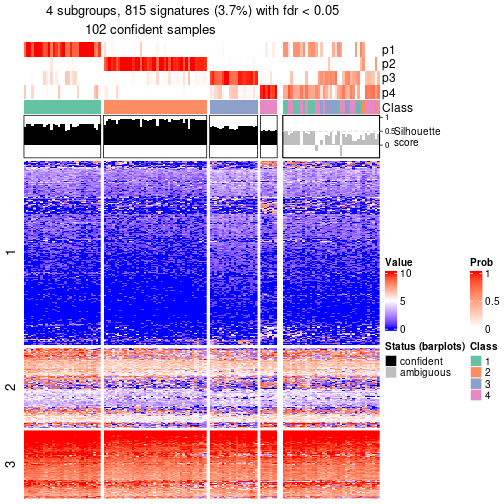 4 subgroups, 815 signatures (3.7%) with fdr < 0.05
102 confident samples
p1
p2
p3
p4
Class
1
0.5
0
Silhouette
score
1
2
3
Value
10
5
0
Prob
1
0.5
0
Status (barplots)
confident
ambiguous
Class
1
2
3
4